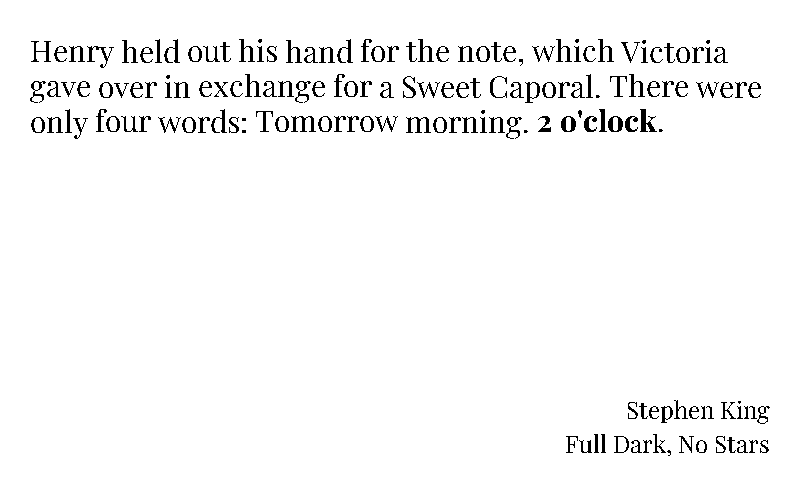 Henry held out his hand for the note, which Victoria
gave over in exchange for a Sweet Caporal. There were
only four words: Tomorrow morning. 2 o'clock.
Stephen King
Full Dark, No Stars